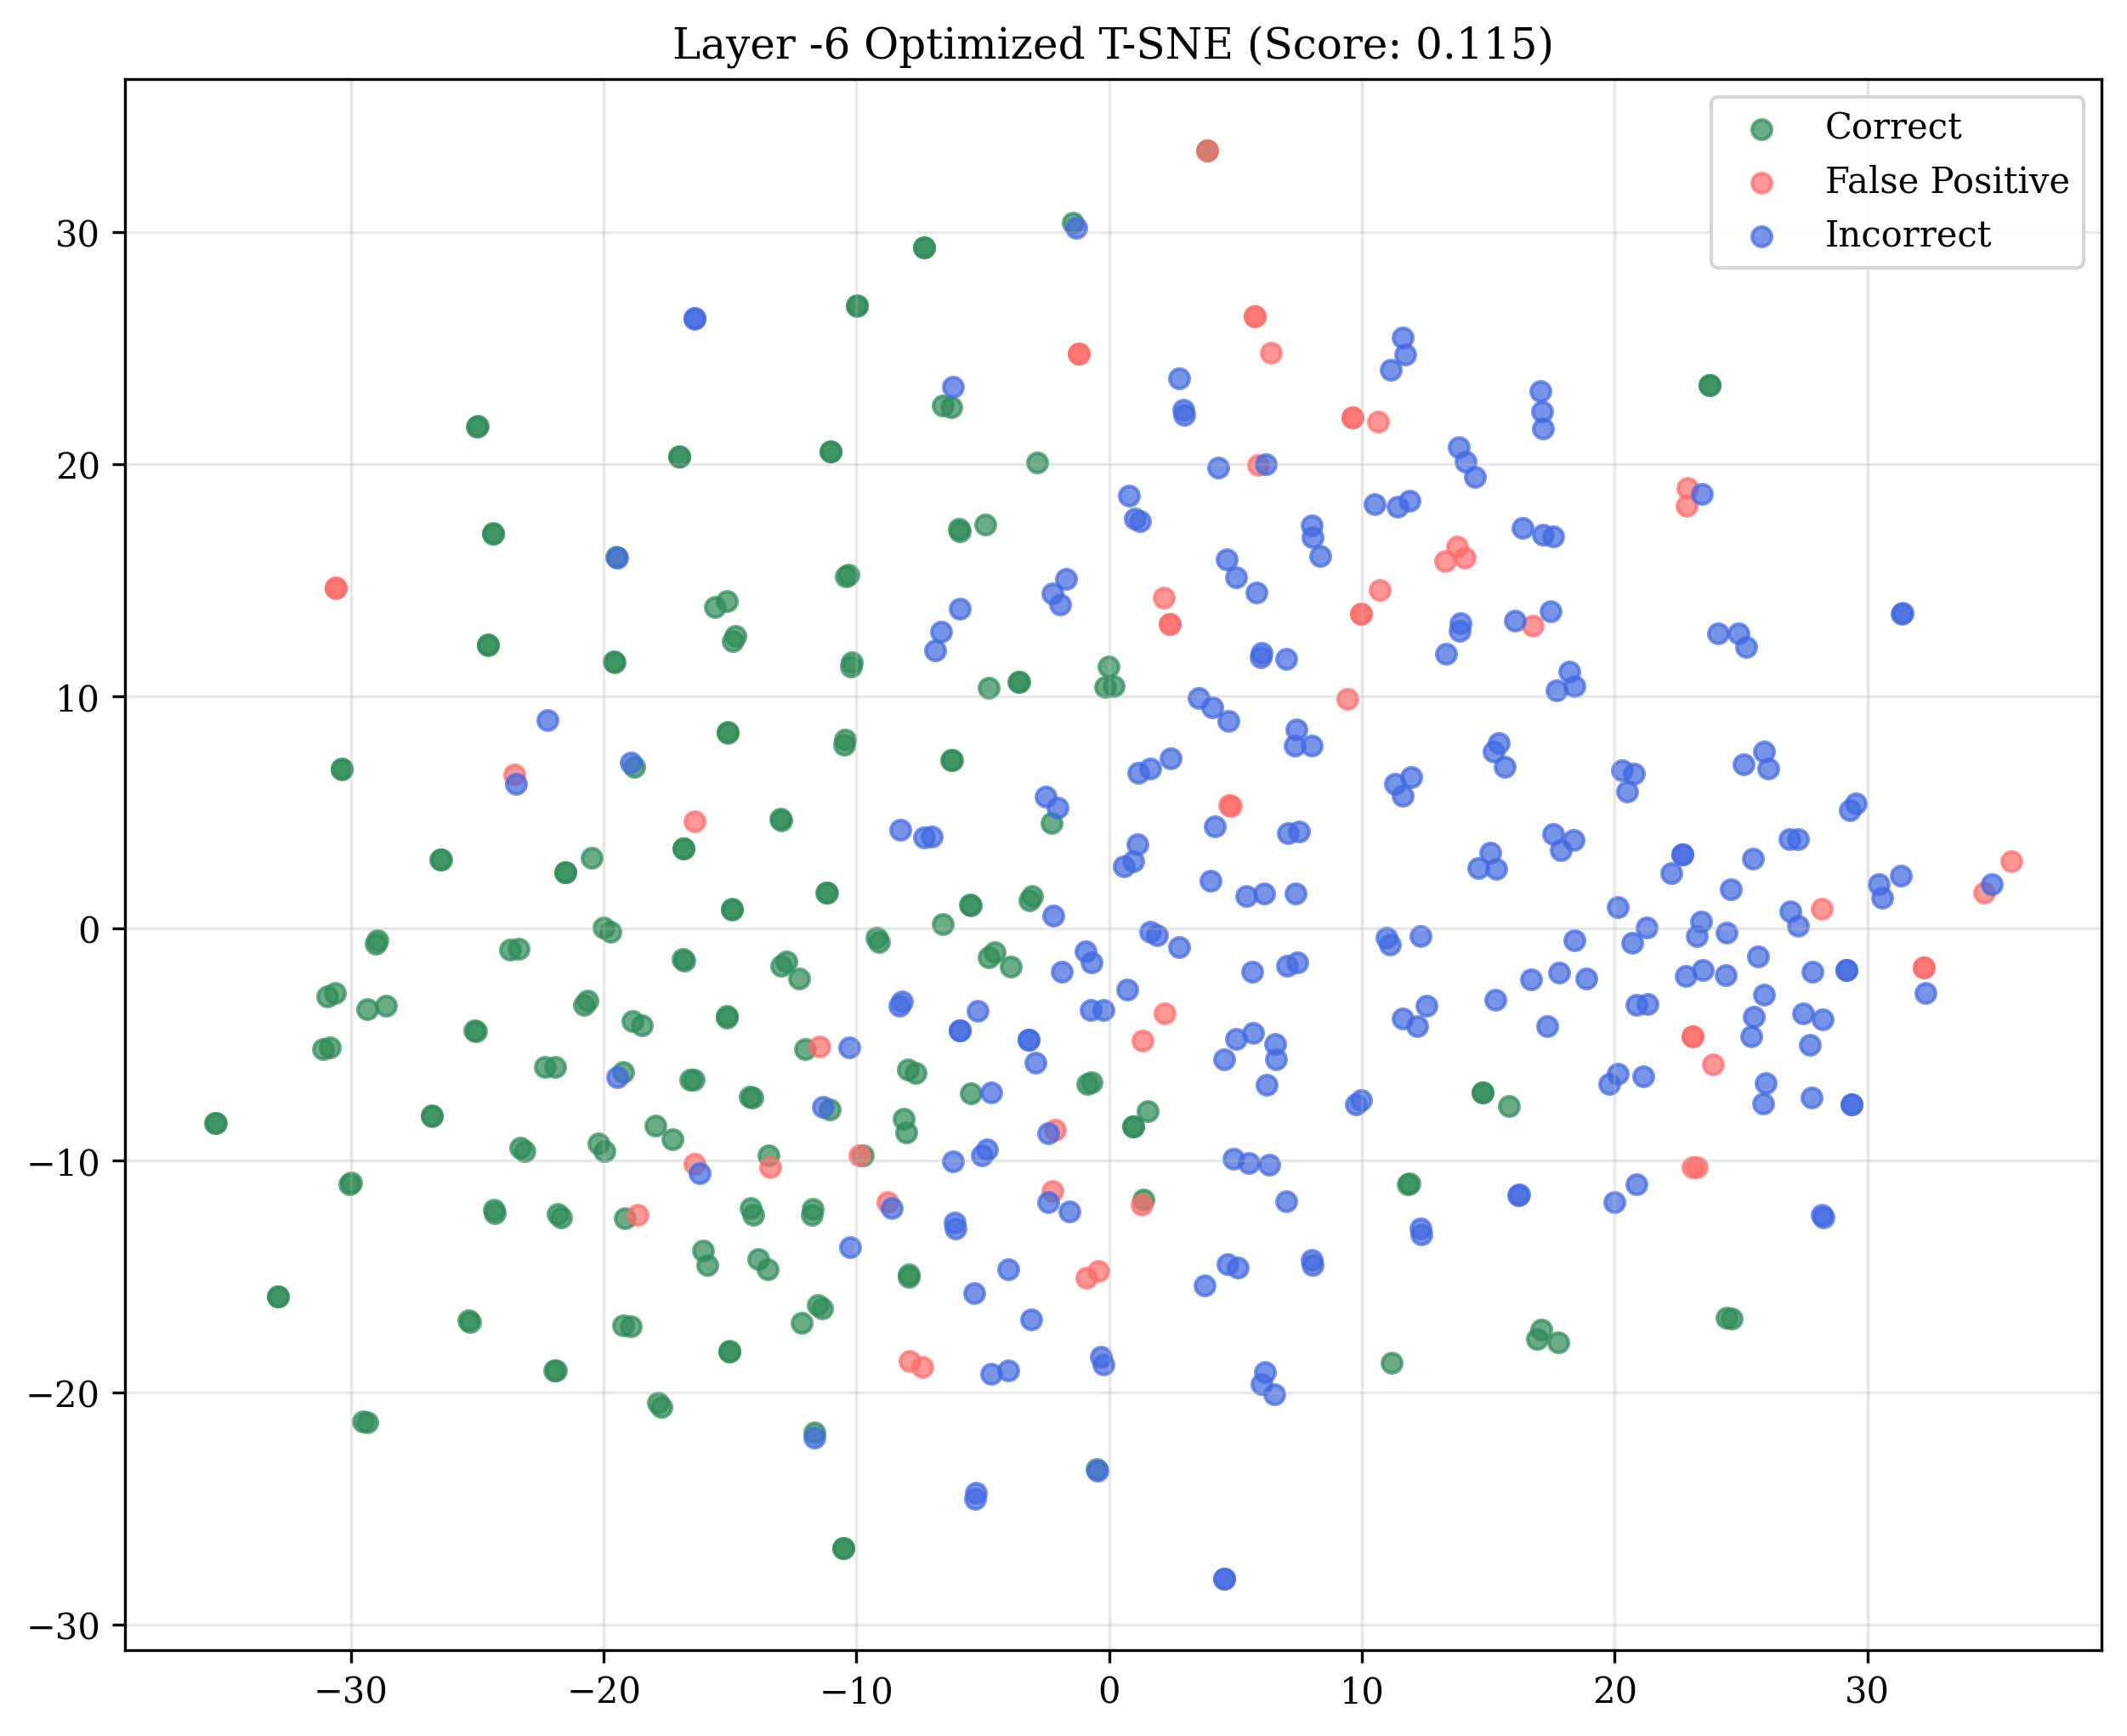 Layer -6 Optimized T-SNE (Score: 0.115)
Correct
False Positive
Incorrect
30
20
10
0
−10
−20
−30
−30 −20 −10 0 10 20 30